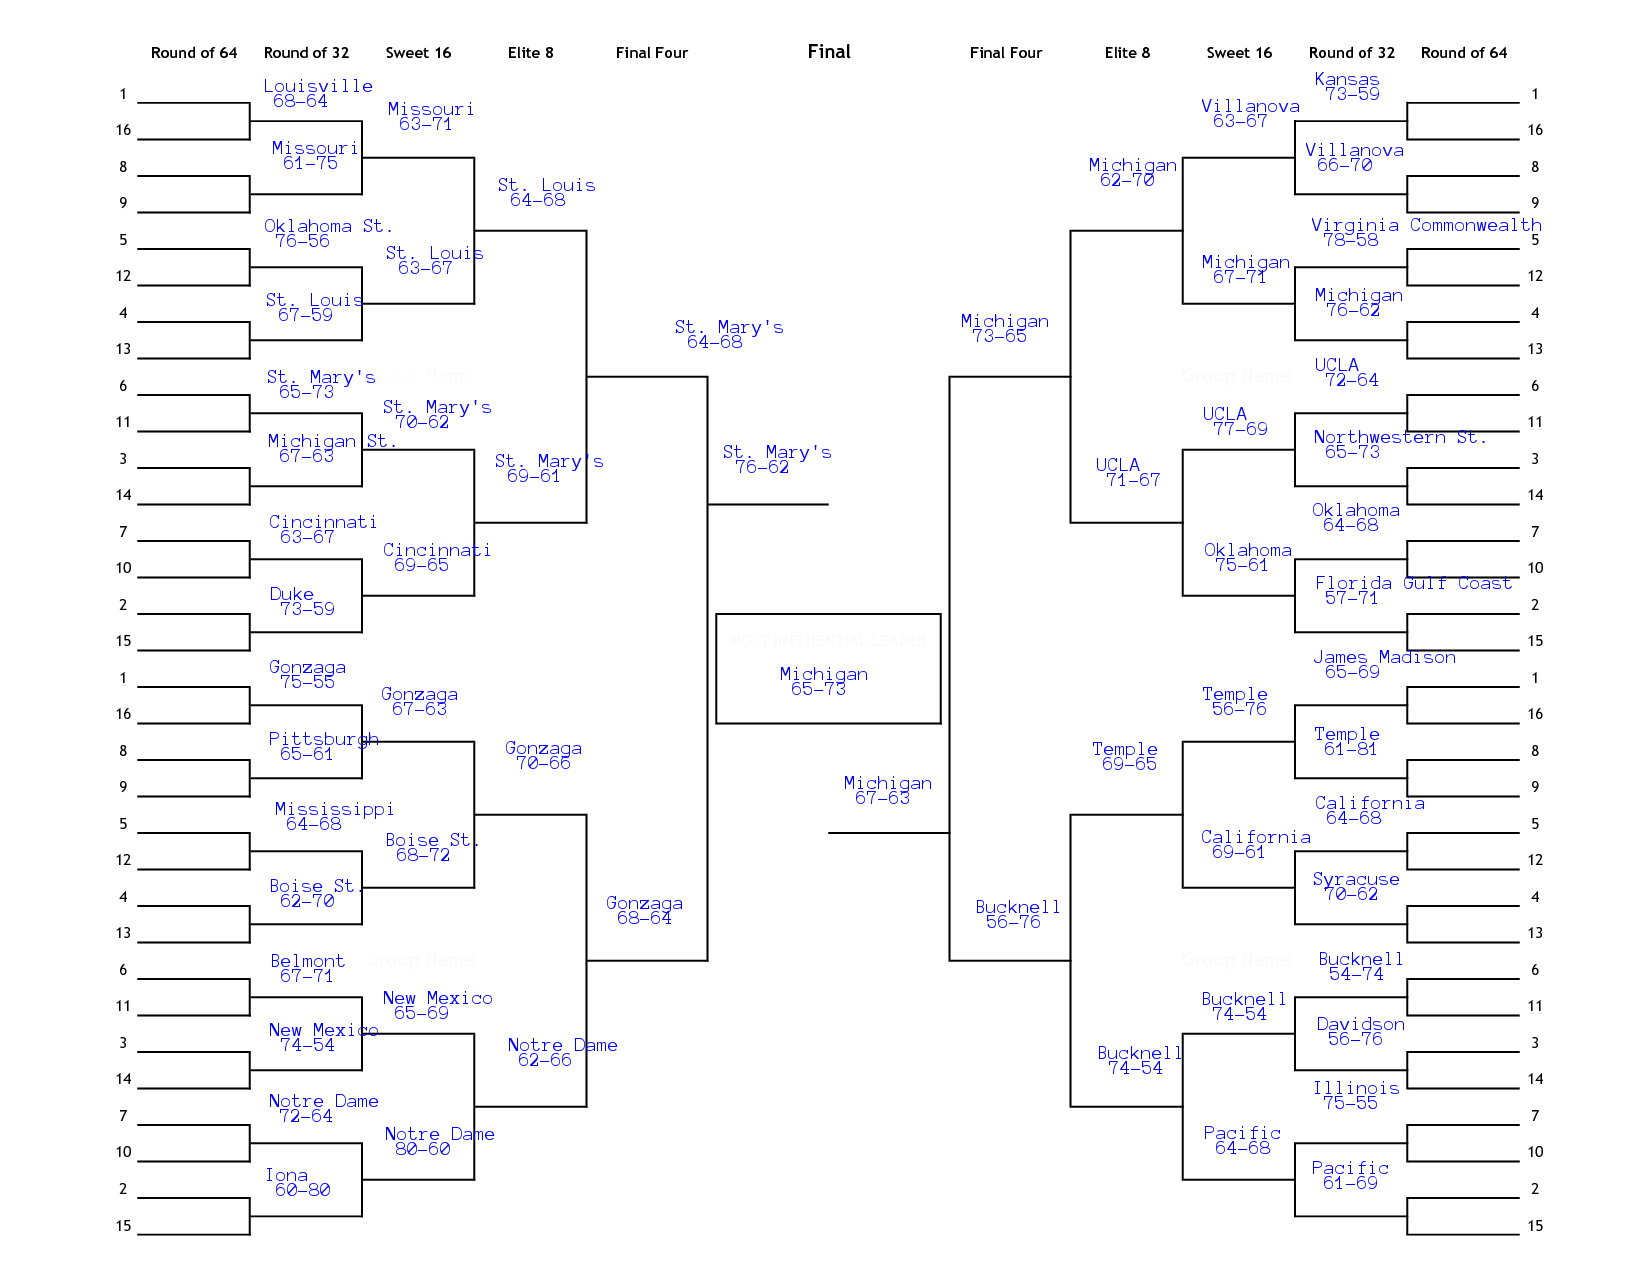 Round of 64 Round of 32 Sweet 16 Elite 8 Final Four Final Final Four Elite 8 Sweet 16 Round of 32 Round of 64
1
16
8
9
5
12
4
13
6
11
3
14
7
10
2
15
1
16
8
9
5
12
4
13
6
11
3
14
7
10
2
15
Louisville
68-64
Missouri
61-75
Oklahoma St.
76-56
St. Louis
67-59
St. Mary's
65-73
Michigan St.
67-63
Cincinnati
63-67
Duke
73-59
Gonzaga
75-55
Pittsburgh
65-61
Mississippi
64-68
Boise St.
62-70
Belmont
67-71
New Mexico
74-54
Notre Dame
72-64
Iona
60-80
Missouri
63-71
St. Louis
63-67
St. Mary's
70-62
Cincinnati
69-65
Gonzaga
67-63
Boise St.
68-72
Group Name
New Mexico
65-69
Notre Dame
80-60
St. Louis
64-68
St. Mary's
69-61
Gonzaga
70-66
Notre Dame
62-66
St. Mary's
64-68
Gonzaga
68-64
St. Mary's
76-62
MOST INFLUENTIAL LEADER
Michigan
65-73
Michigan
67-63
Michigan
73-65
Bucknell
56-76
Michigan
62-70
UCLA
71-67
Temple
69-65
Bucknell
74-54
Villanova
63-67
Michigan
67-71
Group Name
UCLA
77-69
Oklahoma
75-61
Temple
56-76
California
69-61
Group Name
Bucknell
74-54
Pacific
64-68
Kansas
73-59
Villanova
66-70
Virginia Commonwealth
78-58
Michigan
76-62
UCLA
72-64
Northwestern St.
65-73
Oklahoma
64-68
Florida Gulf Coast
57-71
James Madison
65-69
Temple
61-81
California
64-68
Syracuse
70-62
Bucknell
54-74
Davidson
56-76
Illinois
75-55
Pacific
61-69
1
16
8
9
5
12
4
13
6
11
3
14
7
10
2
15
1
16
8
9
5
12
4
13
6
11
3
14
7
10
2
15